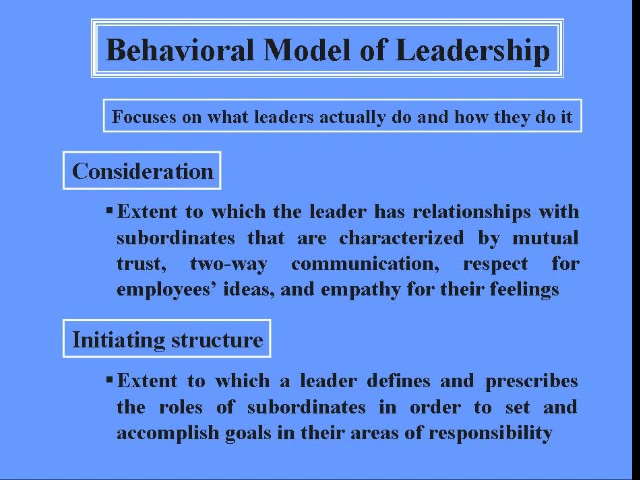 Behavioral Model of Leadership
Focuses on what leaders actually do and how they do it
Consideration
▪Extent to which the leader has relationships with
subordinates that are characterized by mutual
trust, two-way communication, respect for
employees’ ideas, and empathy for their feelings
Initiating structure
▪Extent to which a leader defines and prescribes
the roles of subordinates in order to set and
accomplish goals in their areas of responsibility